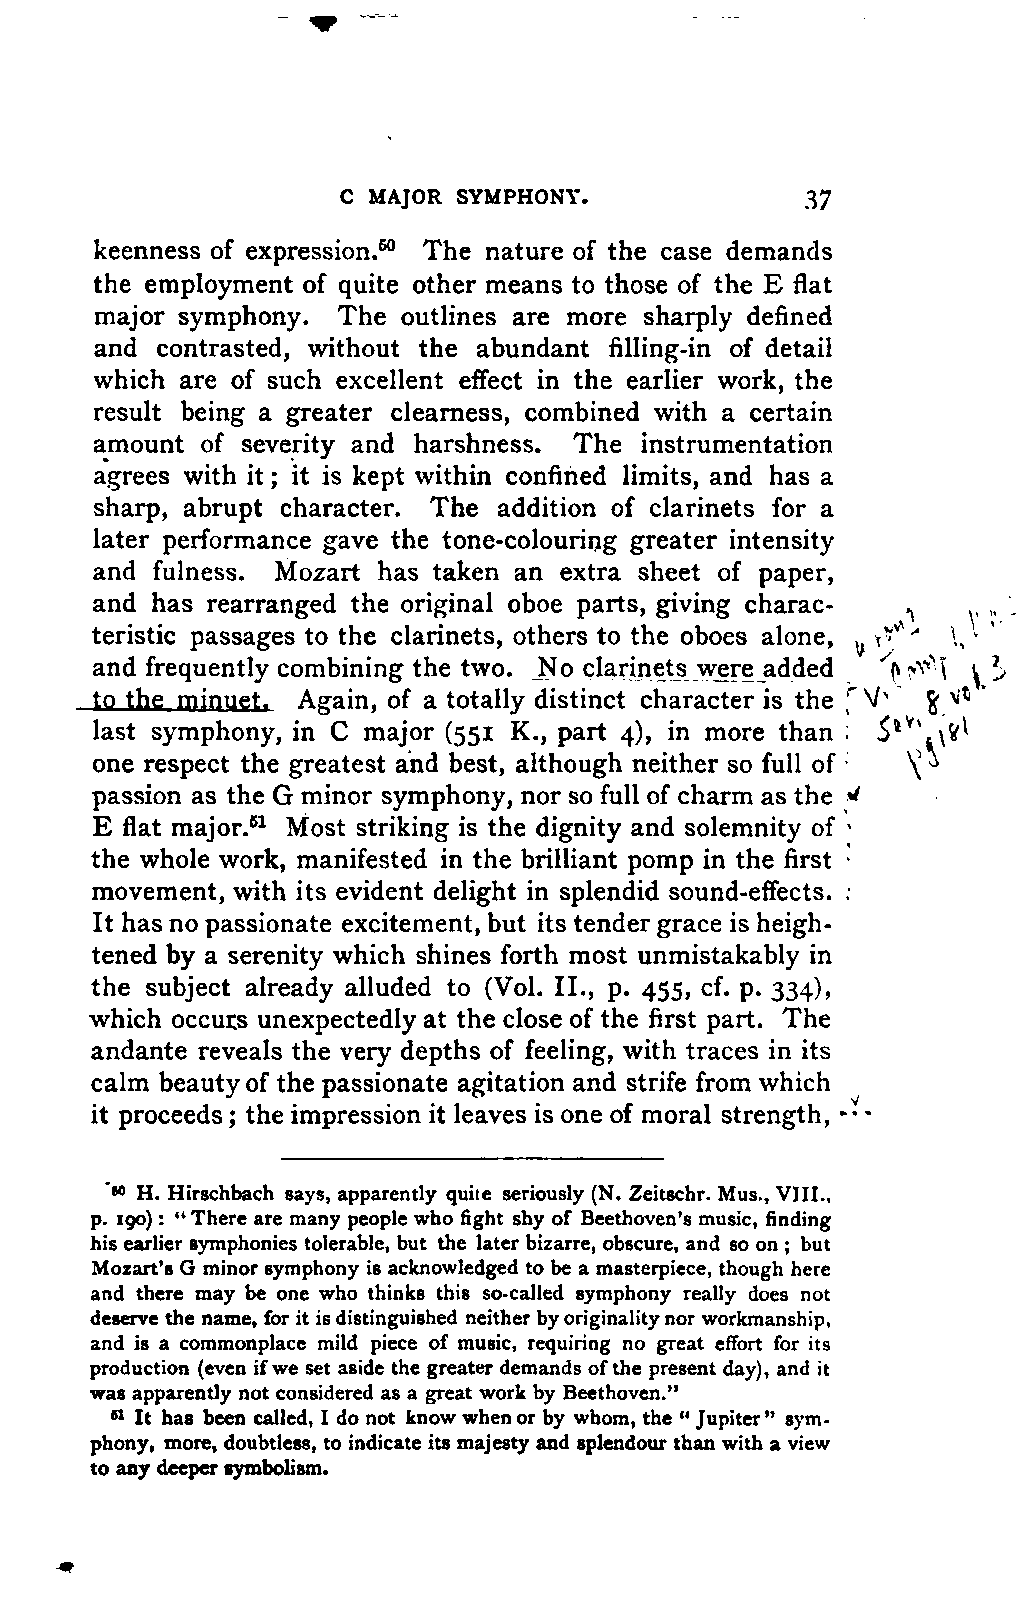 C MAJOR SYMPHONY. 37
keenness of expression.⁵⁰ The nature of the case demands
the employment of quite other means to those of the E flat
major symphony. The outlines are more sharply defined
and contrasted, without the abundant filling-in of detail
which are of such excellent effect in the earlier work, the
result being a greater clearness, combined with a certain
amount of severity and harshness. The instrumentation
agrees with it; it is kept within confined limits, and has a
sharp, abrupt character. The addition of clarinets for a
later performance gave the tone-colouring greater intensity
and fulness. Mozart has taken an extra sheet of paper,
and has rearranged the original oboe parts, giving charac-
teristic passages to the clarinets, others to the oboes alone,
and frequently combining the two. No clarinets were added
to the minuet. Again, of a totally distinct character is the
last symphony, in C major (551 K., part 4), in more than
one respect the greatest and best, although neither so full of
passion as the G minor symphony, nor so full of charm as the
E flat major.⁵¹ Most striking is the dignity and solemnity of
the whole work, manifested in the brilliant pomp in the first
movement, with its evident delight in splendid sound-effects.
It has no passionate excitement, but its tender grace is heigh-
tened by a serenity which shines forth most unmistakably in
the subject already alluded to (Vol. II., p. 455, cf. p. 334),
which occurs unexpectedly at the close of the first part. The
andante reveals the very depths of feeling, with traces in its
calm beauty of the passionate agitation and strife from which
it proceeds; the impression it leaves is one of moral strength,
8 vol. 3
pg 181
⁵⁰ H. Hirschbach says, apparently quite seriously (N. Zeitschr. Mus., VIII.,
p. 190): "There are many people who fight shy of Beethoven's music, finding
his earlier symphonies tolerable, but the later bizarre, obscure, and so on; but
Mozart's G minor symphony is acknowledged to be a masterpiece, though here
and there may be one who thinks this so-called symphony really does not
deserve the name, for it is distinguished neither by originality nor workmanship,
and is a commonplace mild piece of music, requiring no great effort for its
production (even if we set aside the greater demands of the present day), and it
was apparently not considered as a great work by Beethoven."
⁵¹ It has been called, I do not know when or by whom, the "Jupiter" sym-
phony, more, doubtless, to indicate its majesty and splendour than with a view
to any deeper symbolism.